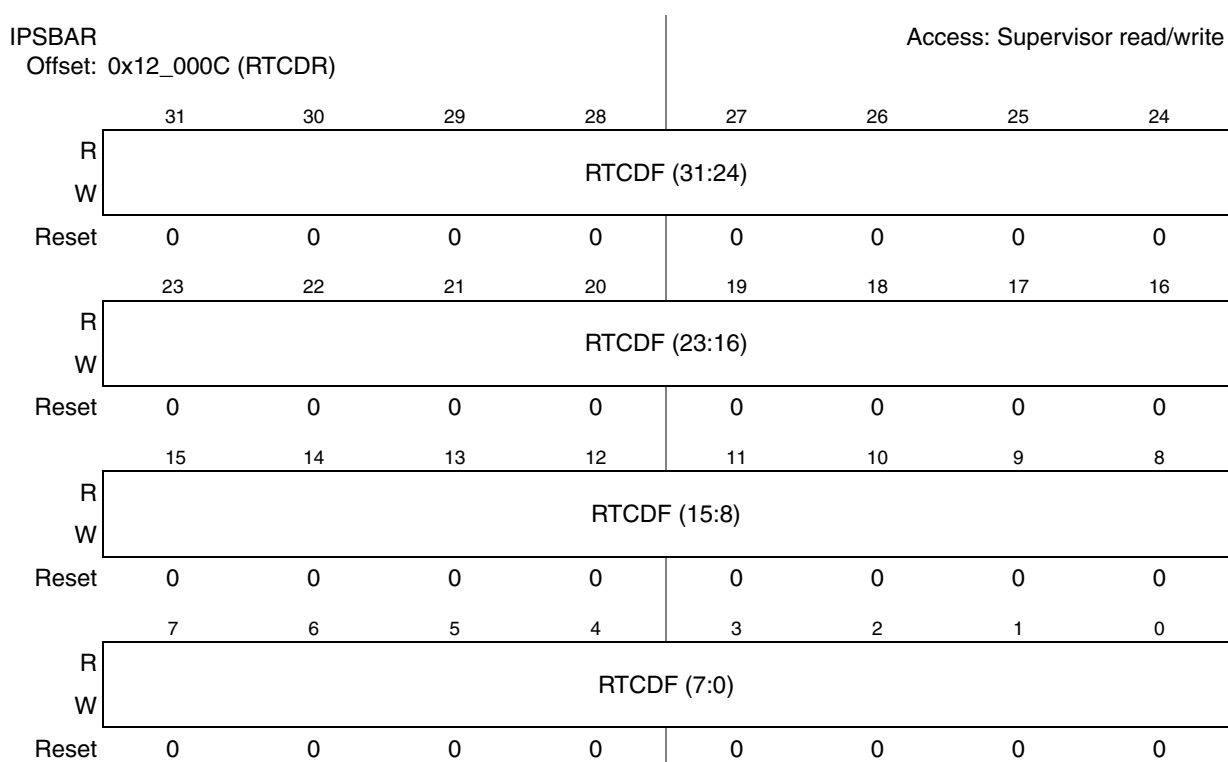 IPSBAR Access: Supervisor read/write
Offset: 0x12_000C (RTCDR)
31 30 29 28 27 26 25 24
R
RTCDF (31:24)
W
Reset 0 0 0 0 0 0 0 0
23 22 21 20 19 18 17 16
R
RTCDF (23:16)
W
Reset 0 0 0 0 0 0 0 0
15 14 13 12 11 10 9 8
R
RTCDF (15:8)
W
Reset 0 0 0 0 0 0 0 0
7 6 5 4 3 2 1 0
R
RTCDF (7:0)
W
Reset 0 0 0 0 0 0 0 0